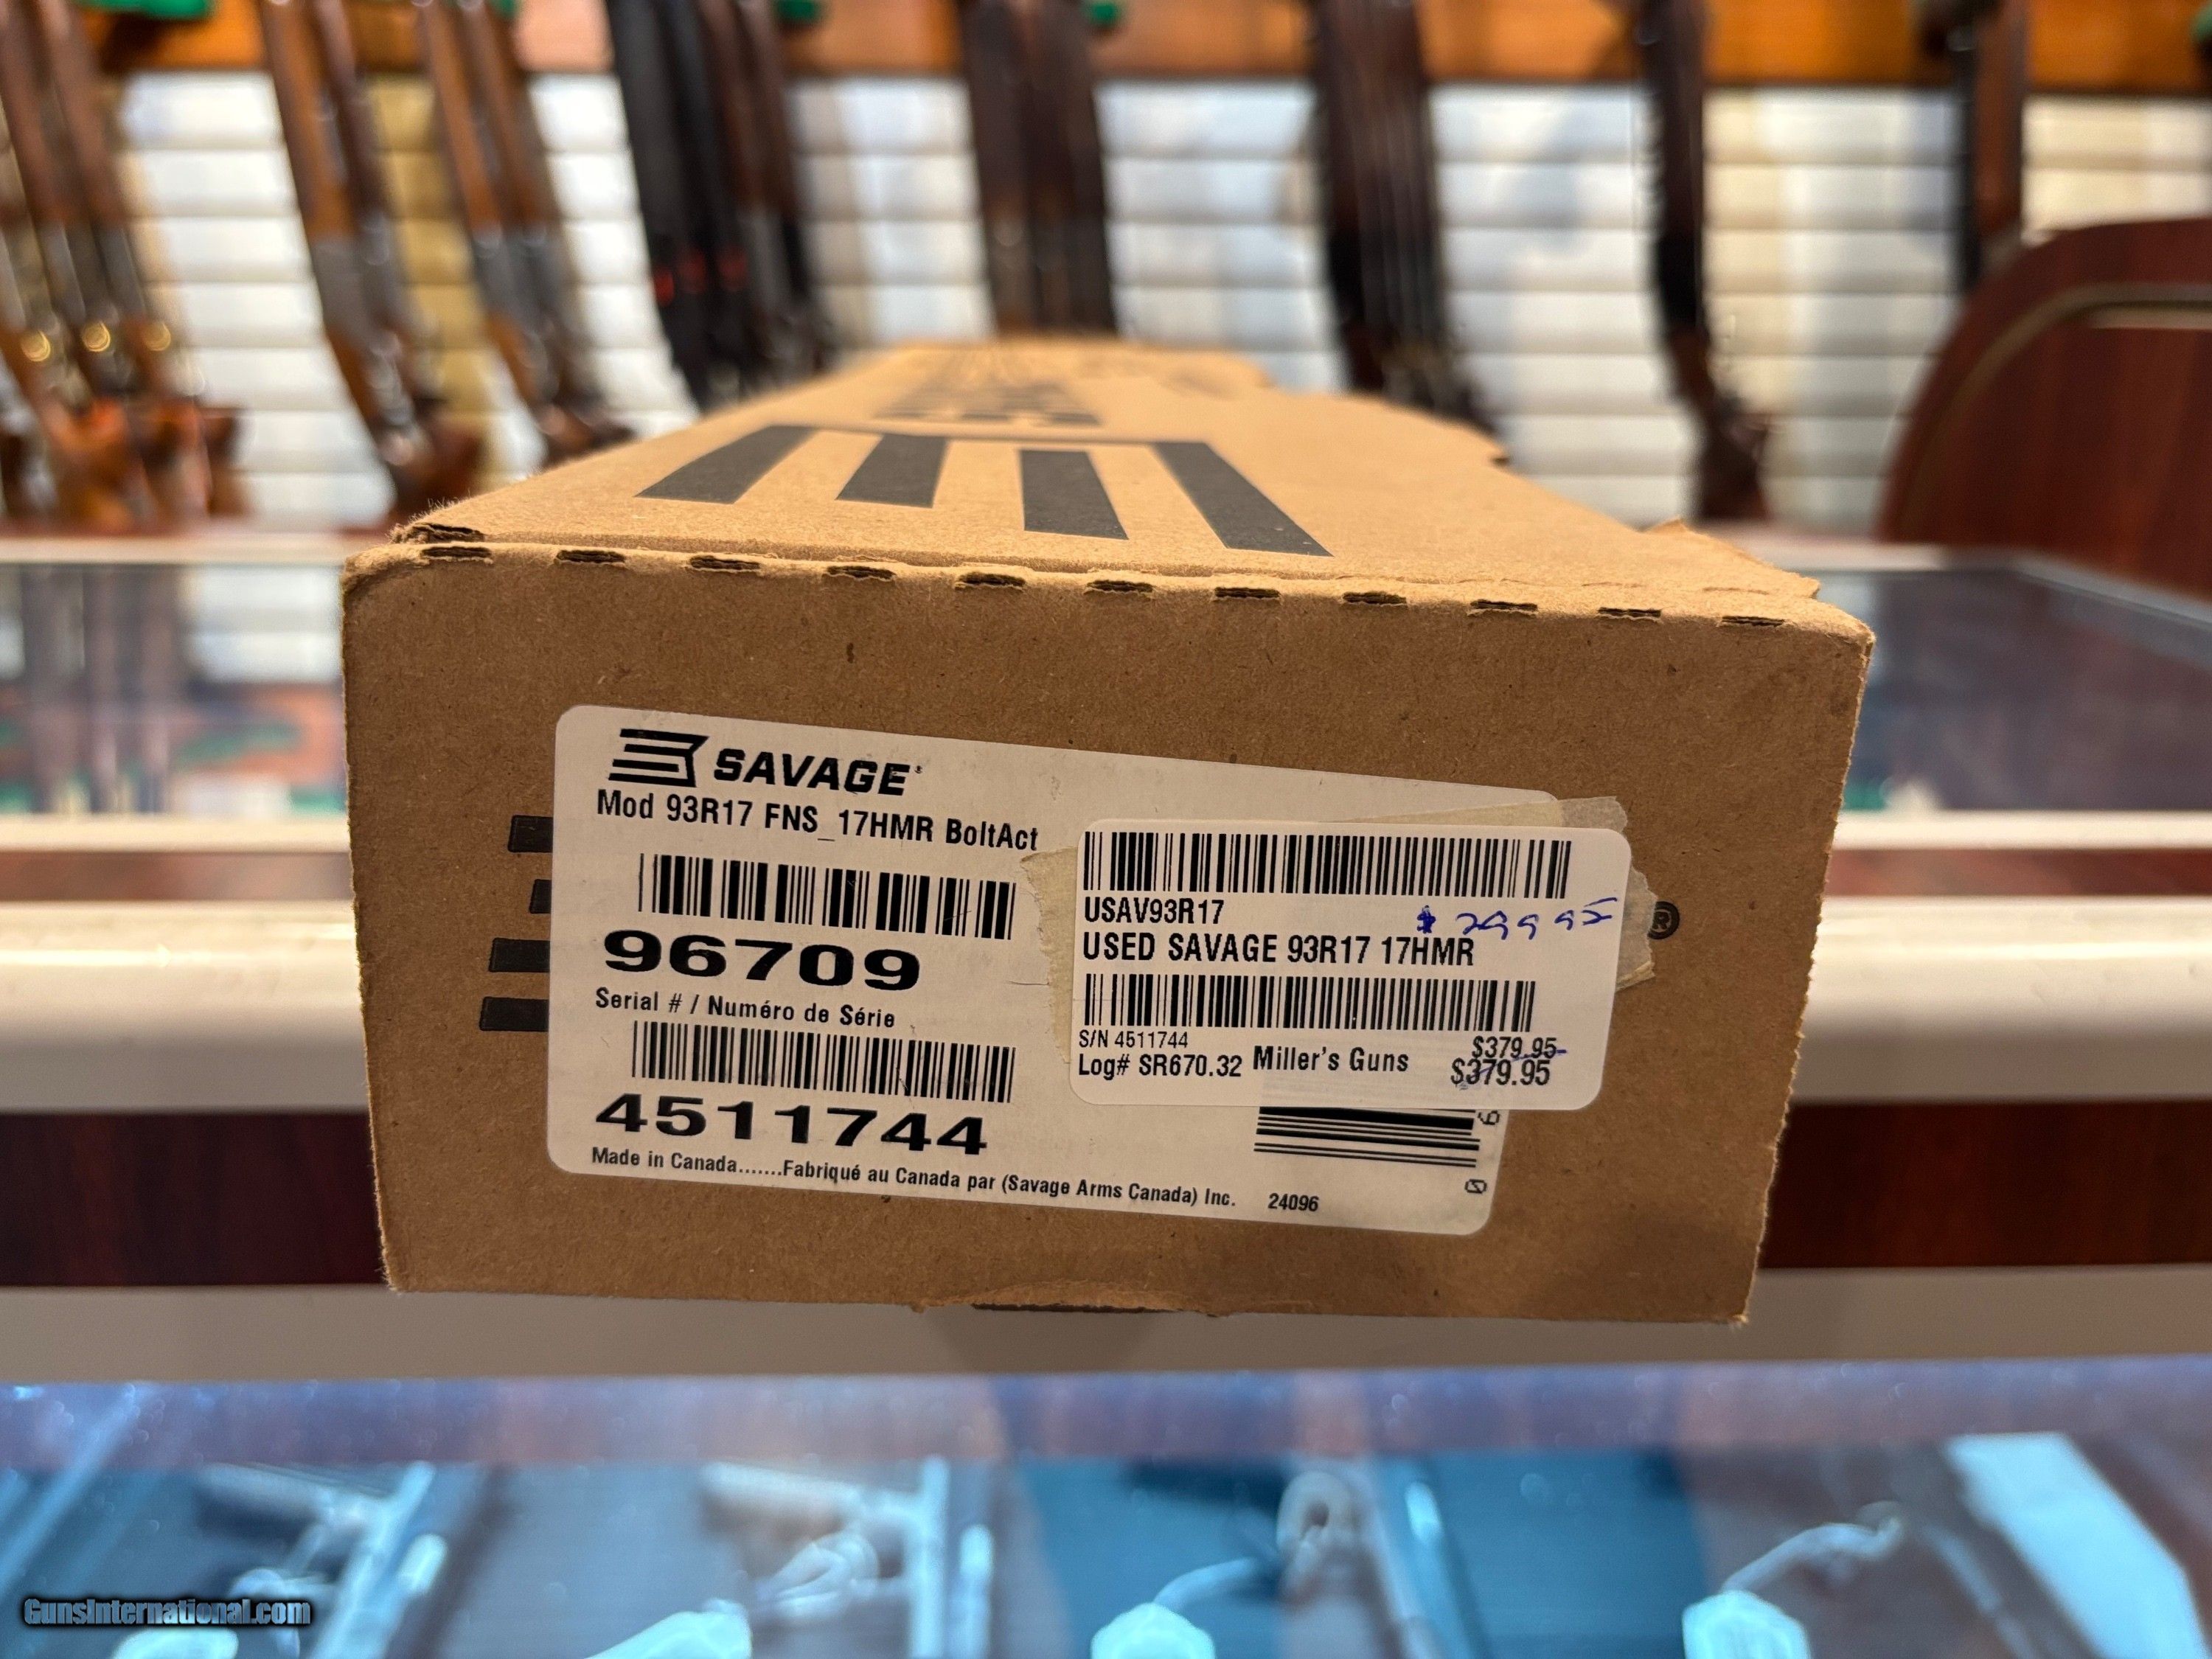 SAVAGE®
Mod 93R17 FNS_17HMR BoltAct
96709
Serial # / Numéro de Série
4511744
Made in Canada.......Fabriqué au Canada par (Savage Arms Canada) Inc. 24096
USAV93R17
$ 299 95
USED SAVAGE 93R17 17HMR
S/N 4511744
$379.95
Log# SR670.32 Miller's Guns $379.95
®
GunsInternational.com